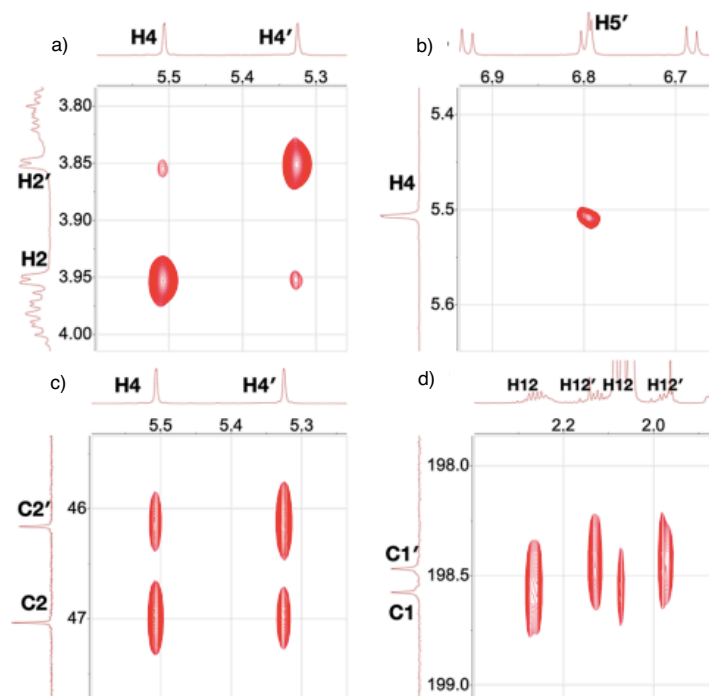 a)
H4
H4′
5.5
5.4
5.3
3.80
3.85
3.90
3.95
4.00
H2′
H2
b)
H5′
6.9
6.8
6.7
5.4
5.5
5.6
H4
c)
H4
H4′
5.5
5.4
5.3
46
47
C2′
C2
d)
H12
H12′
H12
H12′
2.2
2.0
198.0
198.5
199.0
C1′
C1